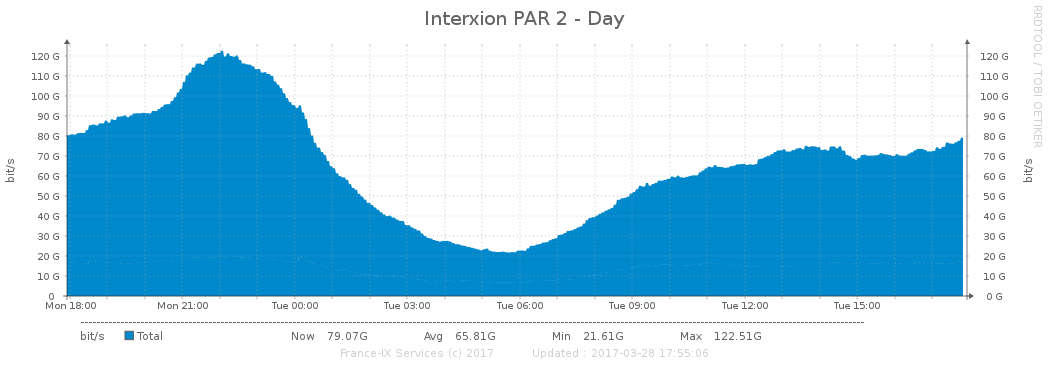 Interxion PAR 2 - Day
RRDTOOL / TOBI OETIKER
bit/s
bit/s
120 G 120 G
110 G 110 G
100 G 100 G
90 G 90 G
80 G 80 G
70 G 70 G
60 G 60 G
50 G 50 G
40 G 40 G
30 G 30 G
20 G 20 G
10 G 10 G
0 0 G
Mon 18:00 Mon 21:00 Tue 00:00 Tue 03:00 Tue 06:00 Tue 09:00 Tue 12:00 Tue 15:00
bit/s Total Now 79.07G Avg 65.81G Min 21.61G Max 122.51G
France-IX Services (c) 2017 Updated : 2017-03-28 17:55:06